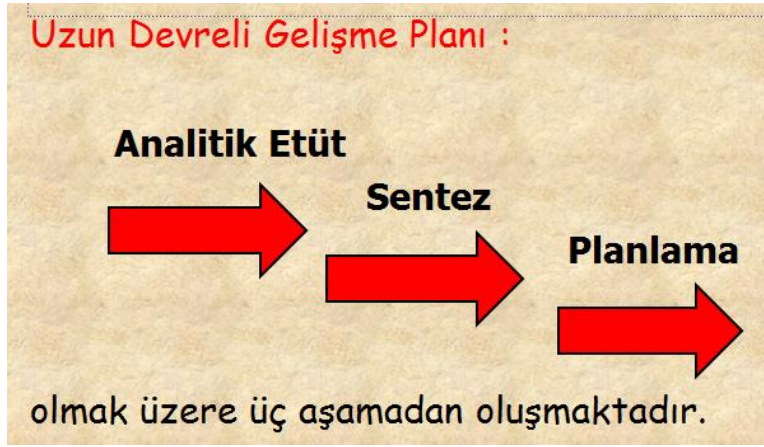 Uzun Devreli Gelişme Planı :
Analitik Etüt
Sentez
Planlama
olmak üzere üç aşamadan oluşmaktadır.